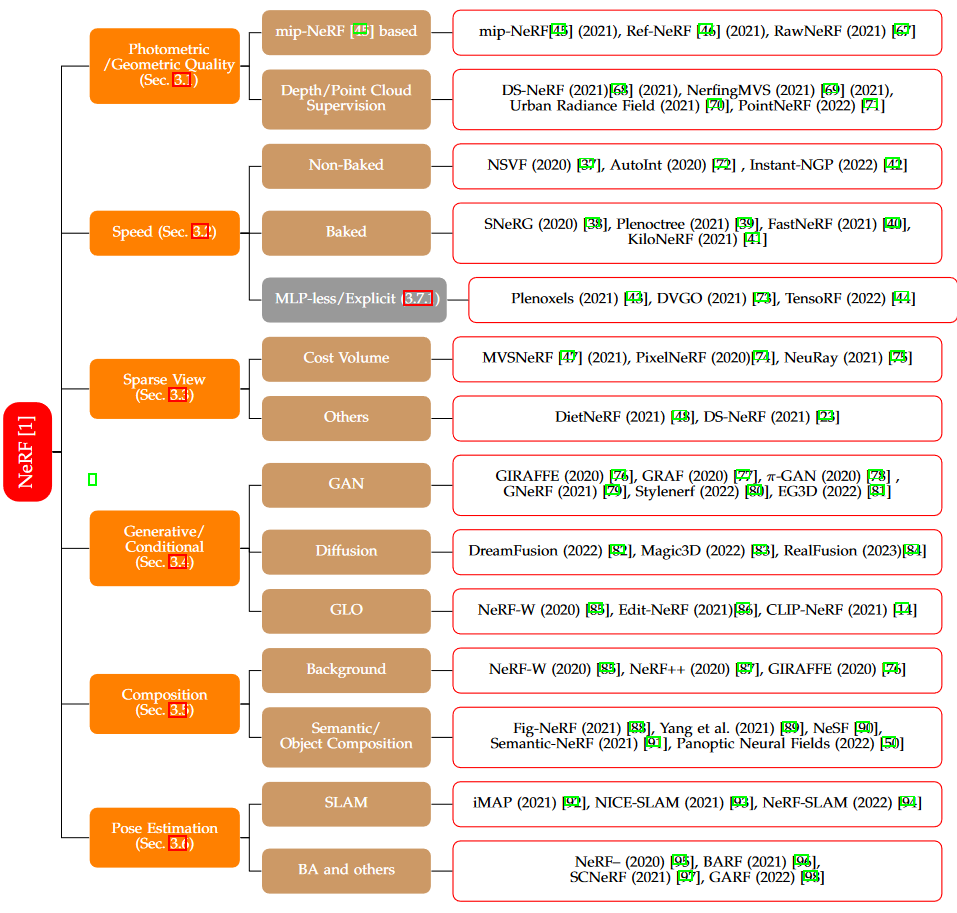 NeRF [1]
Photometric
/Geometric Quality
(Sec. 3.1)
mip-NeRF [45] based
mip-NeRF[45] (2021), Ref-NeRF [46] (2021), RawNeRF (2021) [67]
Depth/Point Cloud
Supervision
DS-NeRF (2021)[68] (2021), NerfingMVS (2021) [69] (2021),
Urban Radiance Field (2021) [70], PointNeRF (2022) [71]
Speed (Sec. 3.2)
Non-Baked
NSVF (2020) [37], AutoInt (2020) [72] , Instant-NGP (2022) [42]
Baked
SNeRG (2020) [38], Plenoctree (2021) [39], FastNeRF (2021) [40],
KiloNeRF (2021) [41]
MLP-less/Explicit (3.7.1)
Plenoxels (2021) [43], DVGO (2021) [73], TensoRF (2022) [44]
Sparse View
(Sec. 3.3)
Cost Volume
MVSNeRF [47] (2021), PixelNeRF (2020)[74], NeuRay (2021) [75]
Others
DietNeRF (2021) [48], DS-NeRF (2021) [23]
Generative/
Conditional
(Sec. 3.4)
GAN
GIRAFFE (2020) [76], GRAF (2020) [77], π-GAN (2020) [78] ,
GNeRF (2021) [79], Stylenerf (2022) [80], EG3D (2022) [81]
Diffusion
DreamFusion (2022) [82], Magic3D (2022) [83], RealFusion (2023)[84]
GLO
NeRF-W (2020) [85], Edit-NeRF (2021)[86], CLIP-NeRF (2021) [14]
Composition
(Sec. 3.5)
Background
NeRF-W (2020) [85], NeRF++ (2020) [87], GIRAFFE (2020) [76]
Semantic/
Object Composition
Fig-NeRF (2021) [88], Yang et al. (2021) [89], NeSF [90],
Semantic-NeRF (2021) [91], Panoptic Neural Fields (2022) [50]
Pose Estimation
(Sec. 3.6)
SLAM
iMAP (2021) [92], NICE-SLAM (2021) [93], NeRF-SLAM (2022) [94]
BA and others
NeRF– (2020) [95], BARF (2021) [96],
SCNeRF (2021) [97], GARF (2022) [98]